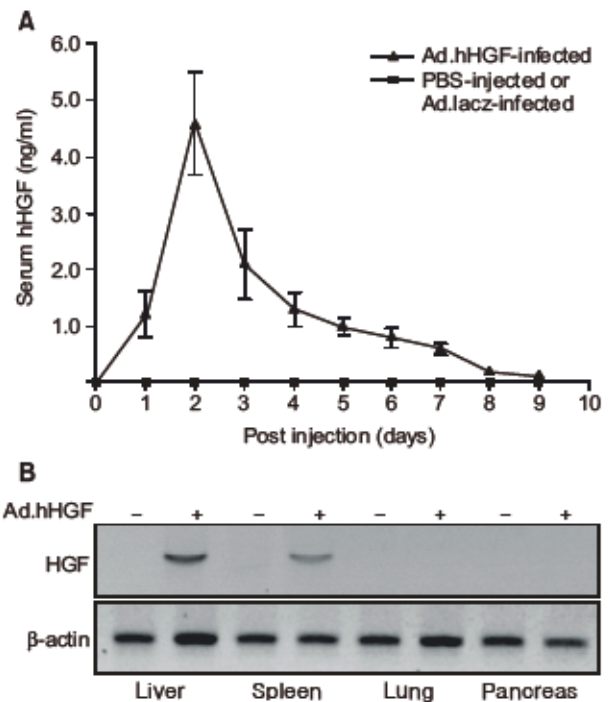 A
6.0
5.0
4.0
3.0
2.0
1.0
Serum hHGF (ng/ml)
Ad.hHGF-infected
PBS-injected or
Ad.lacz-infected
0 1 2 3 4 5 6 7 8 9 10
Post injection (days)
B
Ad.hHGF – + – + – + – +
HGF
β-actin
Liver Spleen Lung Panoreas